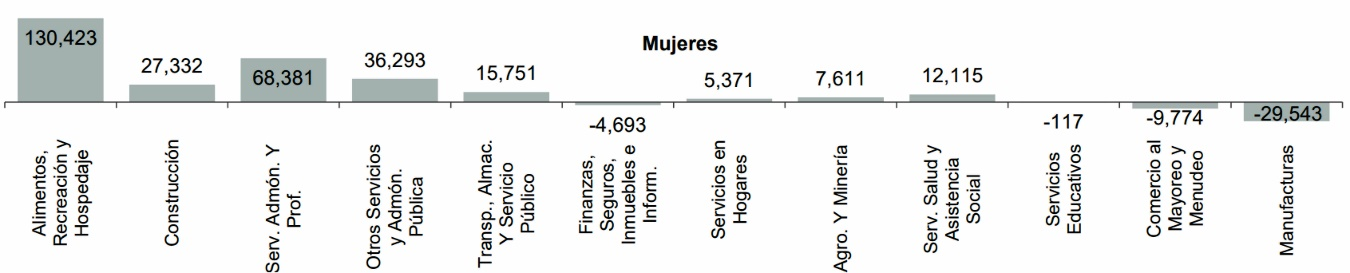 Mujeres
130,423
27,332
68,381
36,293
15,751
-4,693
5,371
7,611
12,115
-117
-9,774
-29,543
Alimentos,
Recreación y
Hospedaje
Construcción
Serv. Admón. Y
Prof.
Otros Servicios
y Admón.
Pública
Transp., Almac.
Y Servicio
Público
Finanzas,
Seguros,
Inmuebles e
Inform.
Servicios en
Hogares
Agro. Y Minería
Serv. Salud y
Asistencia
Social
Servicios
Educativos
Comercio al
Mayoreo y
Menudeo
Manufacturas